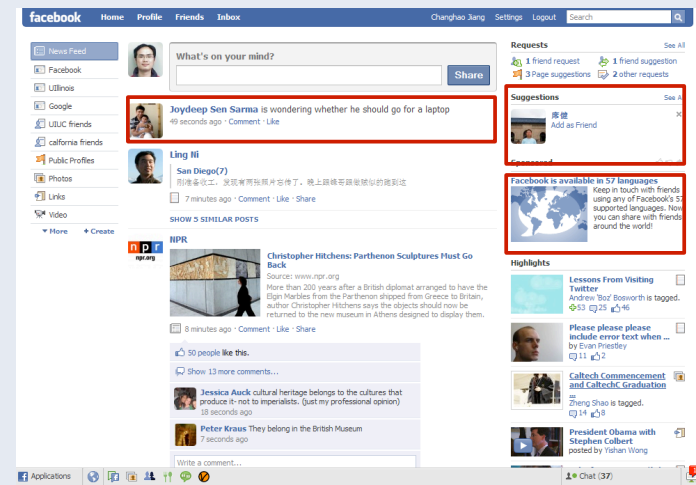 facebook Home Profile Friends Inbox Changhao Jiang Settings Logout Search
News Feed
Facebook
UIllinois
Google
UIUC friends
calfornia friends
Public Profiles
Photos
Links
Video
More + Create
What's on your mind?
Share
Joydeep Sen Sarma is wondering whether he should go for a laptop
49 seconds ago · Comment · Like
Ling Ni
San Diego(7)
7 minutes ago · Comment · Like · Share
SHOW 5 SIMILAR POSTS
NPR
npr
npr.org
Christopher Hitchens: Parthenon Sculptures Must Go
Back
Source: www.npr.org
More than 200 years after a British diplomat arranged to have the
Elgin Marbles from the Parthenon shipped from Greece to Britain,
author Christopher Hitchens says the objects should now be
returned to the new museum in Athens designed to display them.
8 minutes ago · Comment · Like · Share
50 people like this.
Show 13 more comments...
Jessica Auck cultural heritage belongs to the cultures that
produce it- not to imperialists. (just my professional opinion)
18 seconds ago
Peter Kraus They belong in the British Museum
7 seconds ago
Write a comment...
Requests See All
1 friend request 1 friend suggestion
3 Page suggestions 2 other requests
Suggestions See A
席健
Add as Friend
Sponsored
Facebook is available in 57 languages
Keep in touch with friends
using any of Facebook's 57
supported languages. Now
you can share with friends
around the world!
Highlights
Lessons From Visiting
Twitter
Andrew 'Boz' Bosworth is tagged.
53 25 46
Please please please
include error text when ...
by Evan Priestley
11 2
Caltech Commencement
and CaltechC Graduation
...
Zheng Shao is tagged.
14 8
President Obama with
Stephen Colbert
posted by Yishan Wong
Applications
Chat (37)